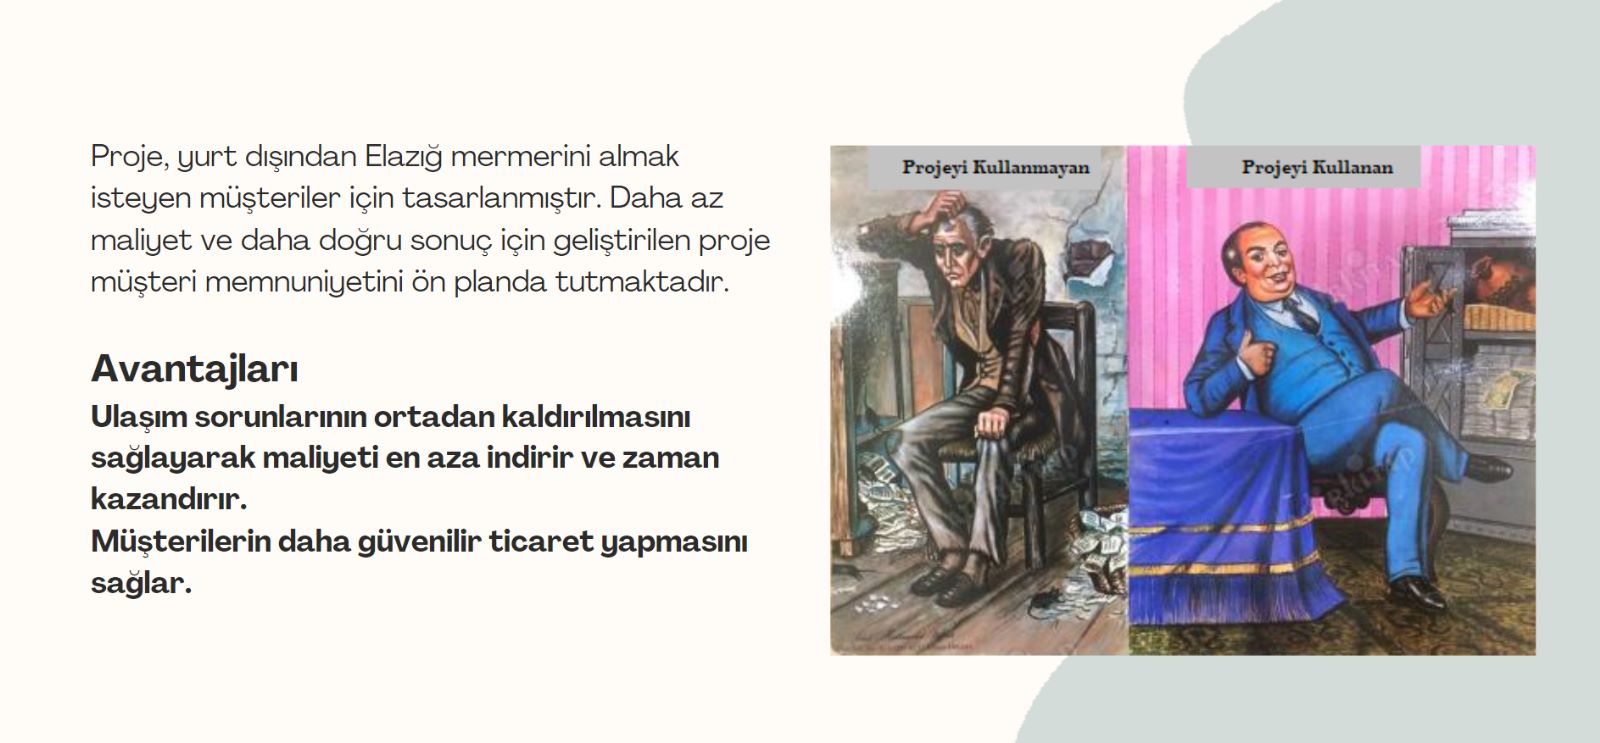 Proje, yurt dışından Elazığ mermerini almak
isteyen müşteriler için tasarlanmıştır. Daha az
maliyet ve daha doğru sonuç için geliştirilen proje
müşteri memnuniyetini ön planda tutmaktadır.
Avantajları
Ulaşım sorunlarının ortadan kaldırılmasını
sağlayarak maliyeti en aza indirir ve zaman
kazandırır.
Müşterilerin daha güvenilir ticaret yapmasını
sağlar.
Projeyi Kullanmayan
Projeyi Kullanan